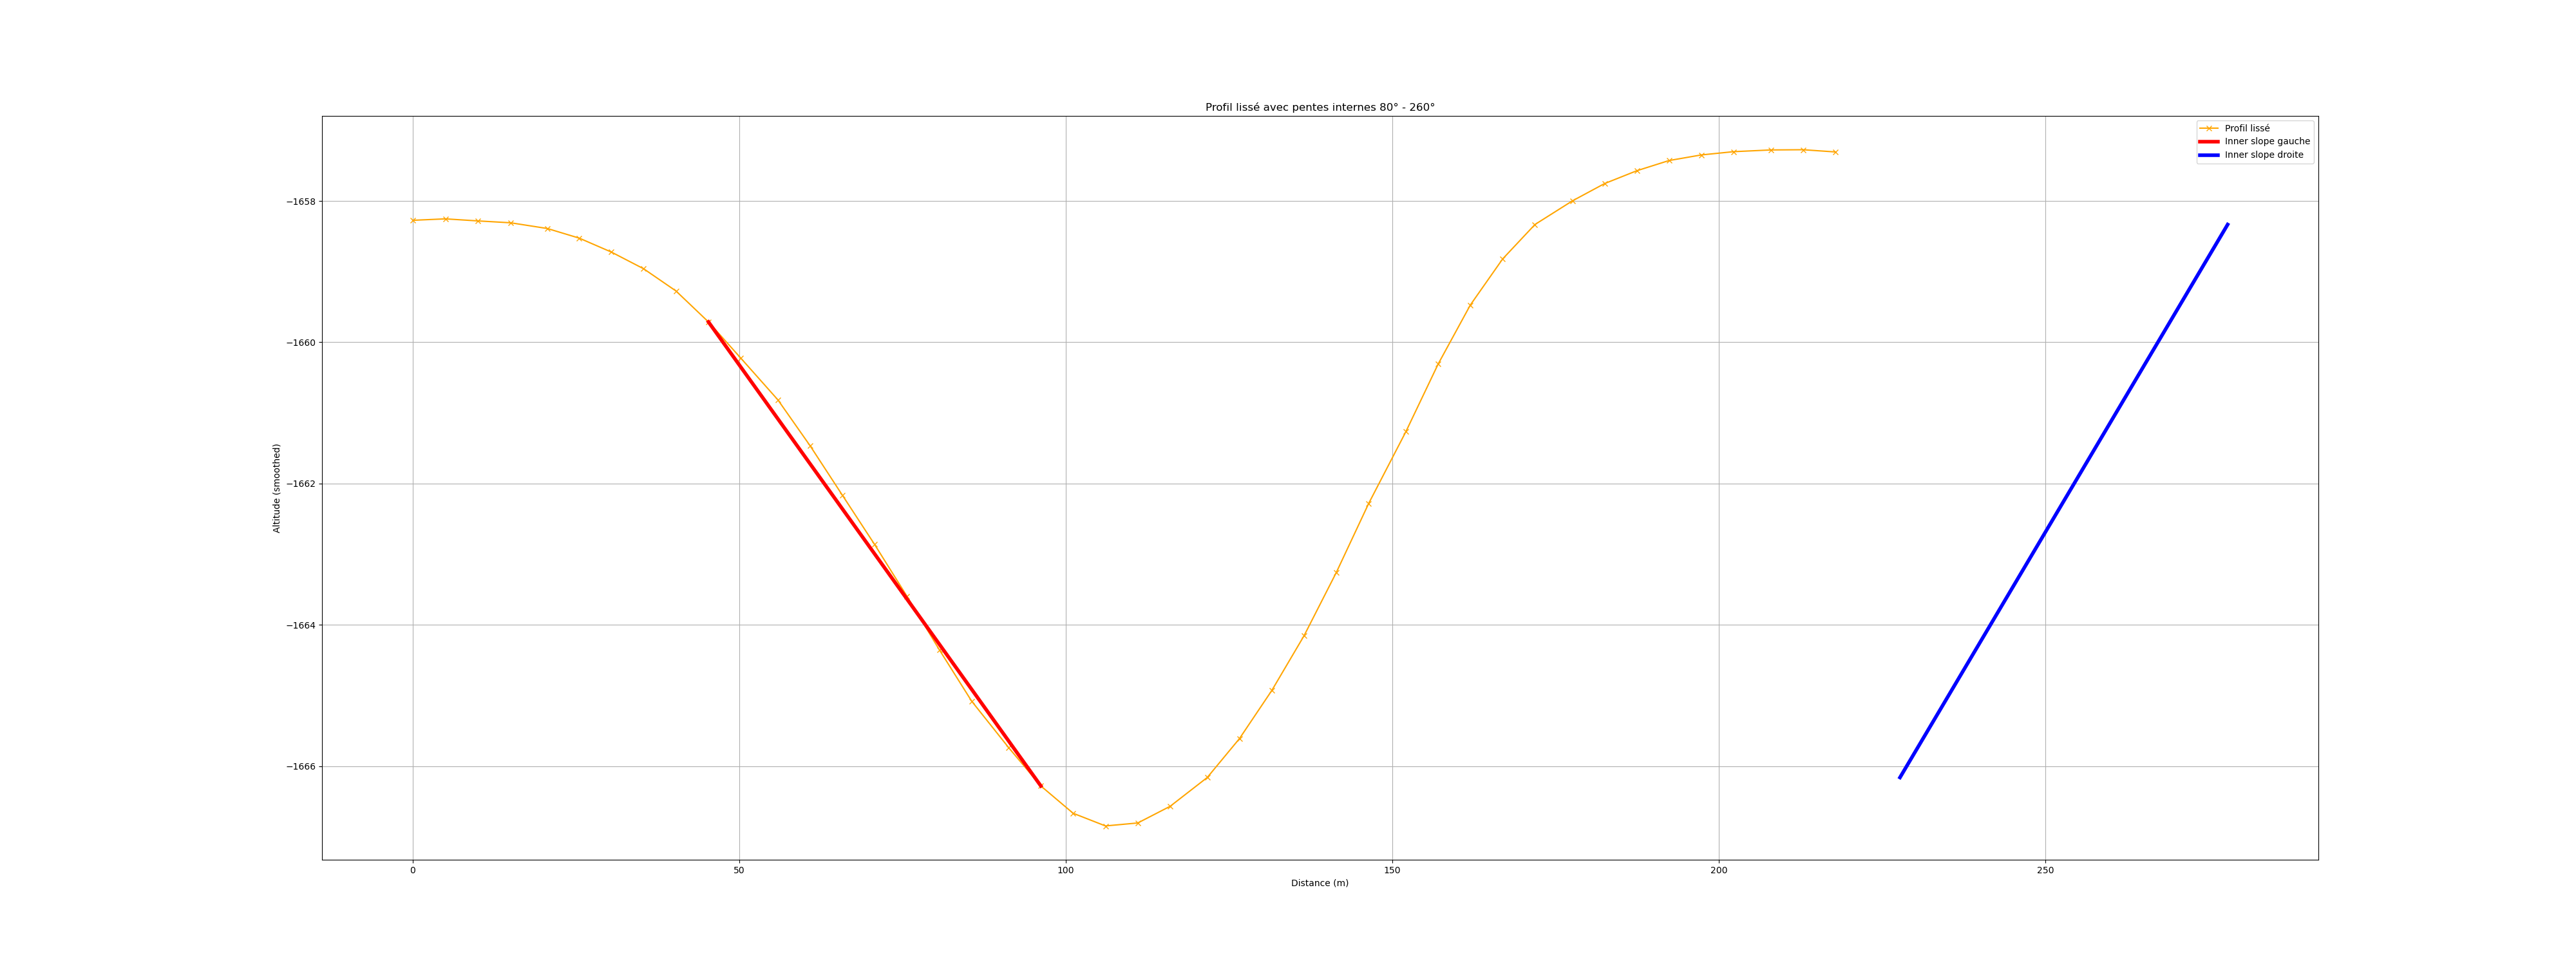 Profil lissé avec pentes internes 80° - 260°
Profil lissé
Inner slope gauche
Inner slope droite
−1658
−1660
−1662
−1664
−1666
Altitude (smoothed)
0 50 100 150 200 250
Distance (m)